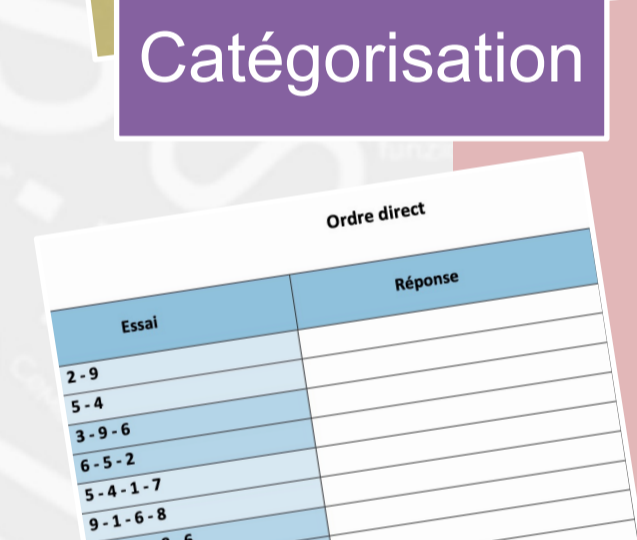 Catégorisation
Ordre direct
Essai
Réponse
2 - 9
5 - 4
3 - 9 - 6
6 - 5 - 2
5 - 4 - 1 - 7
9 - 1 - 6 - 8